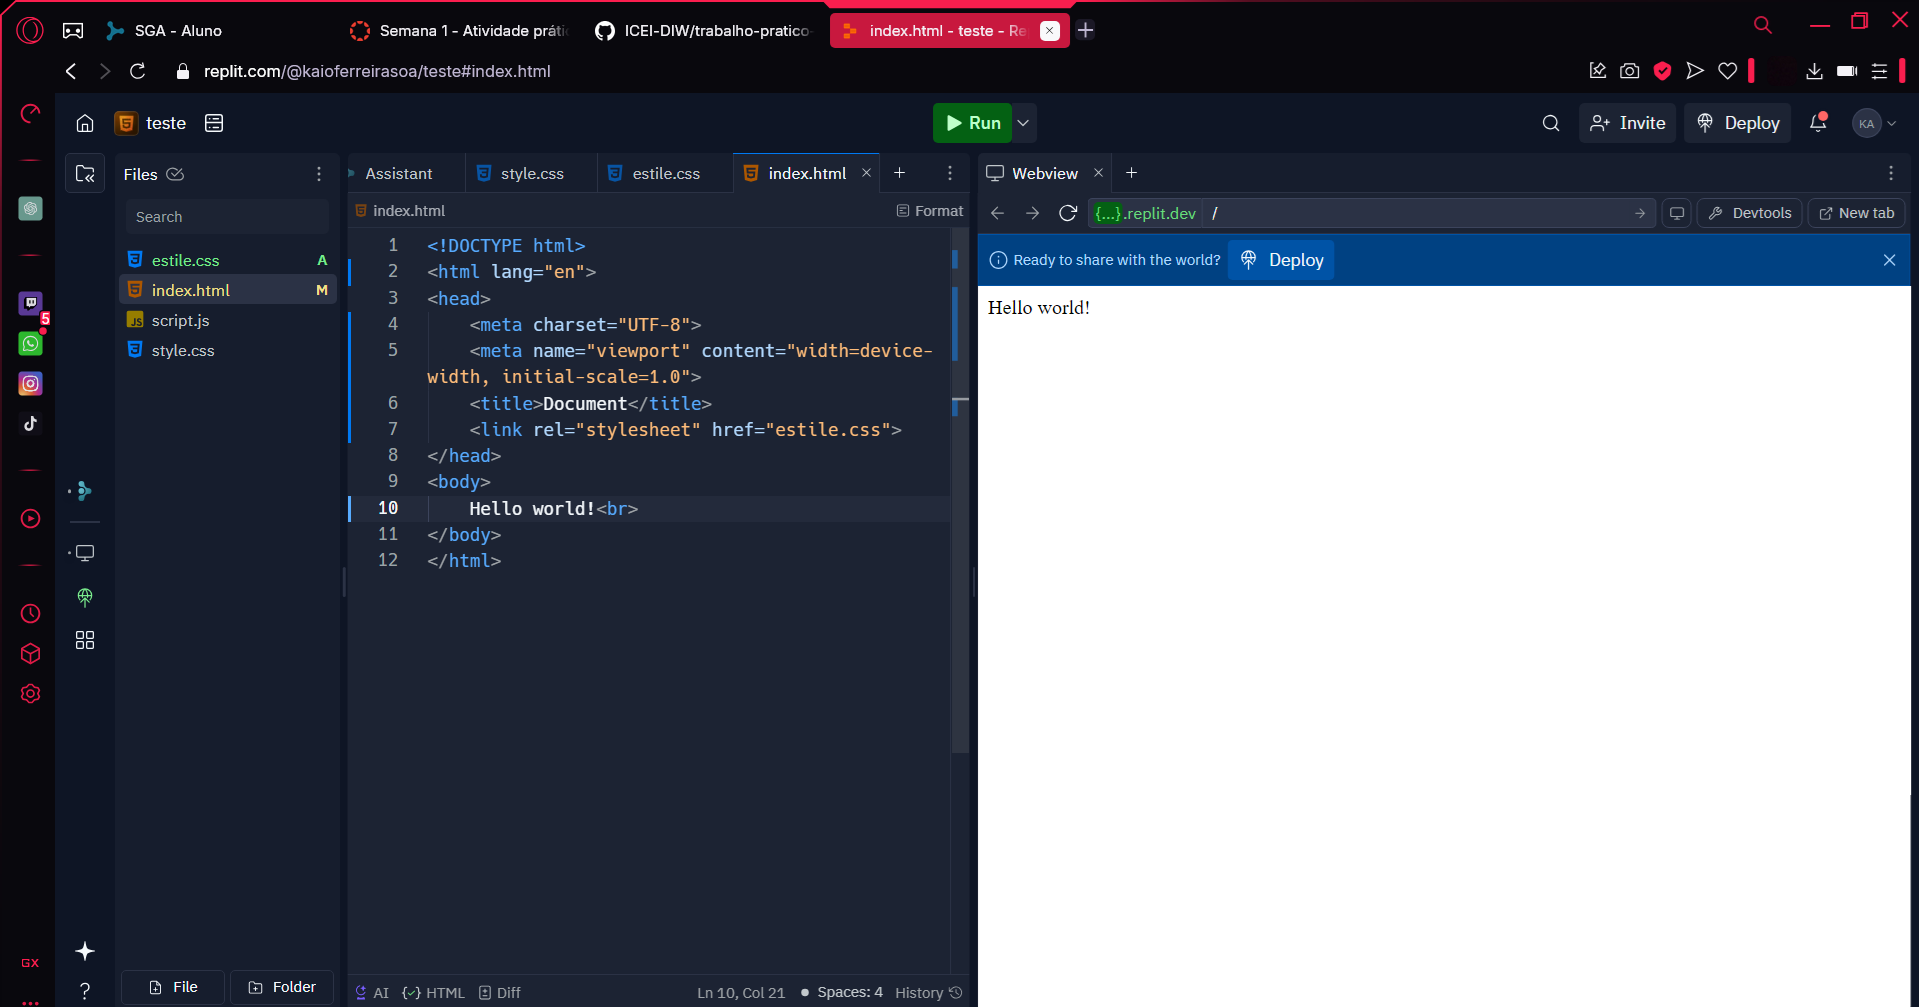 SGA - Aluno
Semana 1 - Atividade práti
ICEI-DIW/trabalho-pratico-
index.html - teste - Re
replit.com/@kaioferreirasoa/teste#index.html
teste
Run
Invite
Deploy
KA
Files
Assistant
style.css
estile.css
index.html
Webview
Search
index.html
Format
{...}.replit.dev
/
Devtools
New tab
Ready to share with the world?
Deploy
estile.css A
index.html M
JS script.js
style.css
5
1 <!DOCTYPE html>
2 <html lang="en">
3 <head>
4 <meta charset="UTF-8">
5 <meta name="viewport" content="width=device-
width, initial-scale=1.0">
6 <title>Document</title>
7 <link rel="stylesheet" href="estile.css">
8 </head>
9 <body>
10 Hello world!<br>
11 </body>
12 </html>
Hello world!
GX
?
File
Folder
AI
HTML
Diff
Ln 10, Col 21
Spaces: 4
History